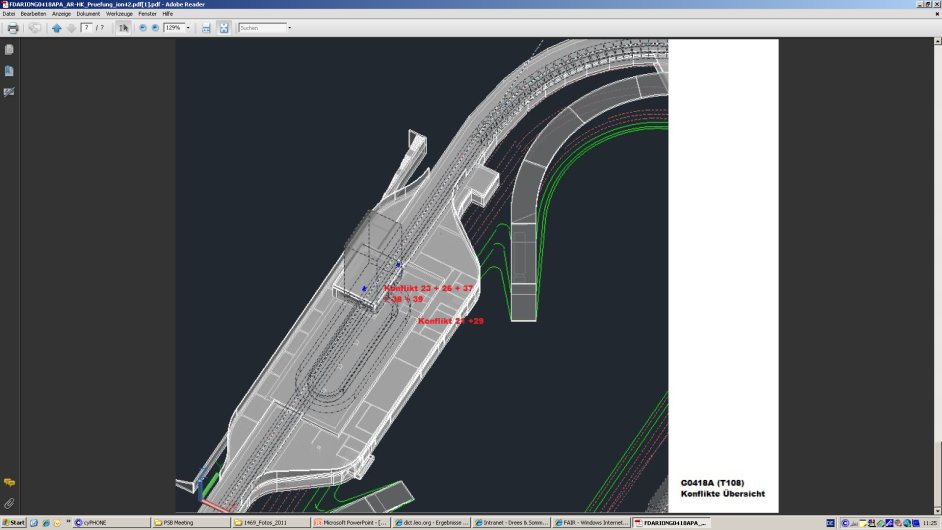 FDARIONG0418APA_AR-HK_Pruefung_ion42.pdf[1].pdf - Adobe Reader
Datei Bearbeiten Anzeige Dokument Werkzeuge Fenster Hilfe
7 / 7 129% Suchen
Konflikt 23 + 26 + 37
+ 38 + 39
Konflikt 28 +29
G0418A (T108)
Konflikte Übersicht
Start cyPHONE PSB Meeting 1469_Fotos_2011 Microsoft PowerPoint -... dict.leo.org - Ergebnisse ... Intranet - Drees & Somm... FAIR - Windows Internet... FDARIONG0418APA_... DE 11:25